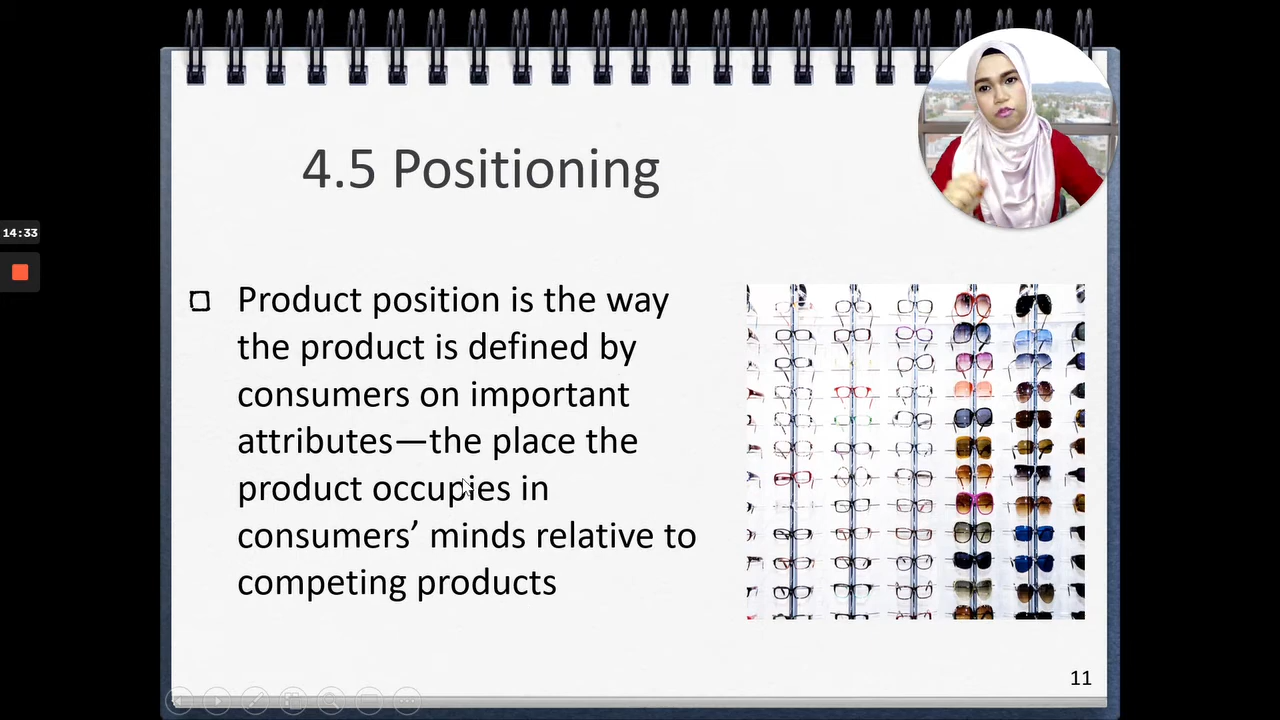 4.5 Positioning
14:33
Product position is the way
the product is defined by
consumers on important
attributes—the place the
product occupies in
consumers’ minds relative to
competing products
11